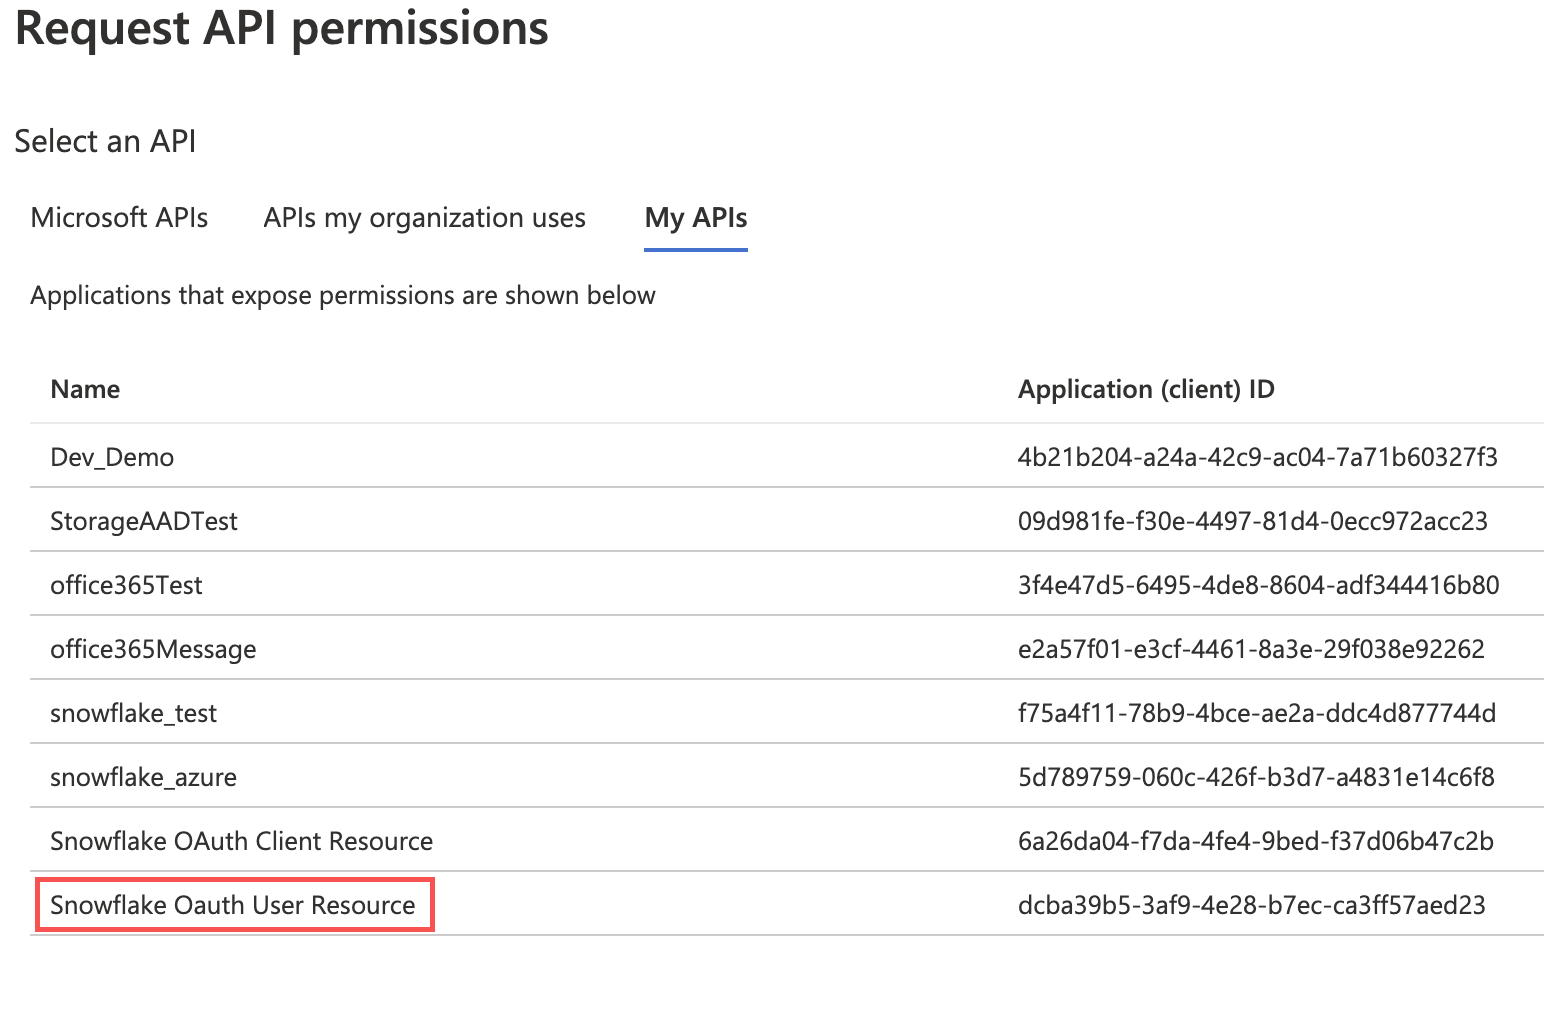 Request API permissions
Select an API
Microsoft APIs APIs my organization uses My APIs
Applications that expose permissions are shown below
Name Application (client) ID
Dev_Demo 4b21b204-a24a-42c9-ac04-7a71b60327f3
StorageAADTest 09d981fe-f30e-4497-81d4-0ecc972acc23
office365Test 3f4e47d5-6495-4de8-8604-adf344416b80
office365Message e2a57f01-e3cf-4461-8a3e-29f038e92262
snowflake_test f75a4f11-78b9-4bce-ae2a-ddc4d877744d
snowflake_azure 5d789759-060c-426f-b3d7-a4831e14c6f8
Snowflake OAuth Client Resource 6a26da04-f7da-4fe4-9bed-f37d06b47c2b
Snowflake Oauth User Resource dcba39b5-3af9-4e28-b7ec-ca3ff57aed23